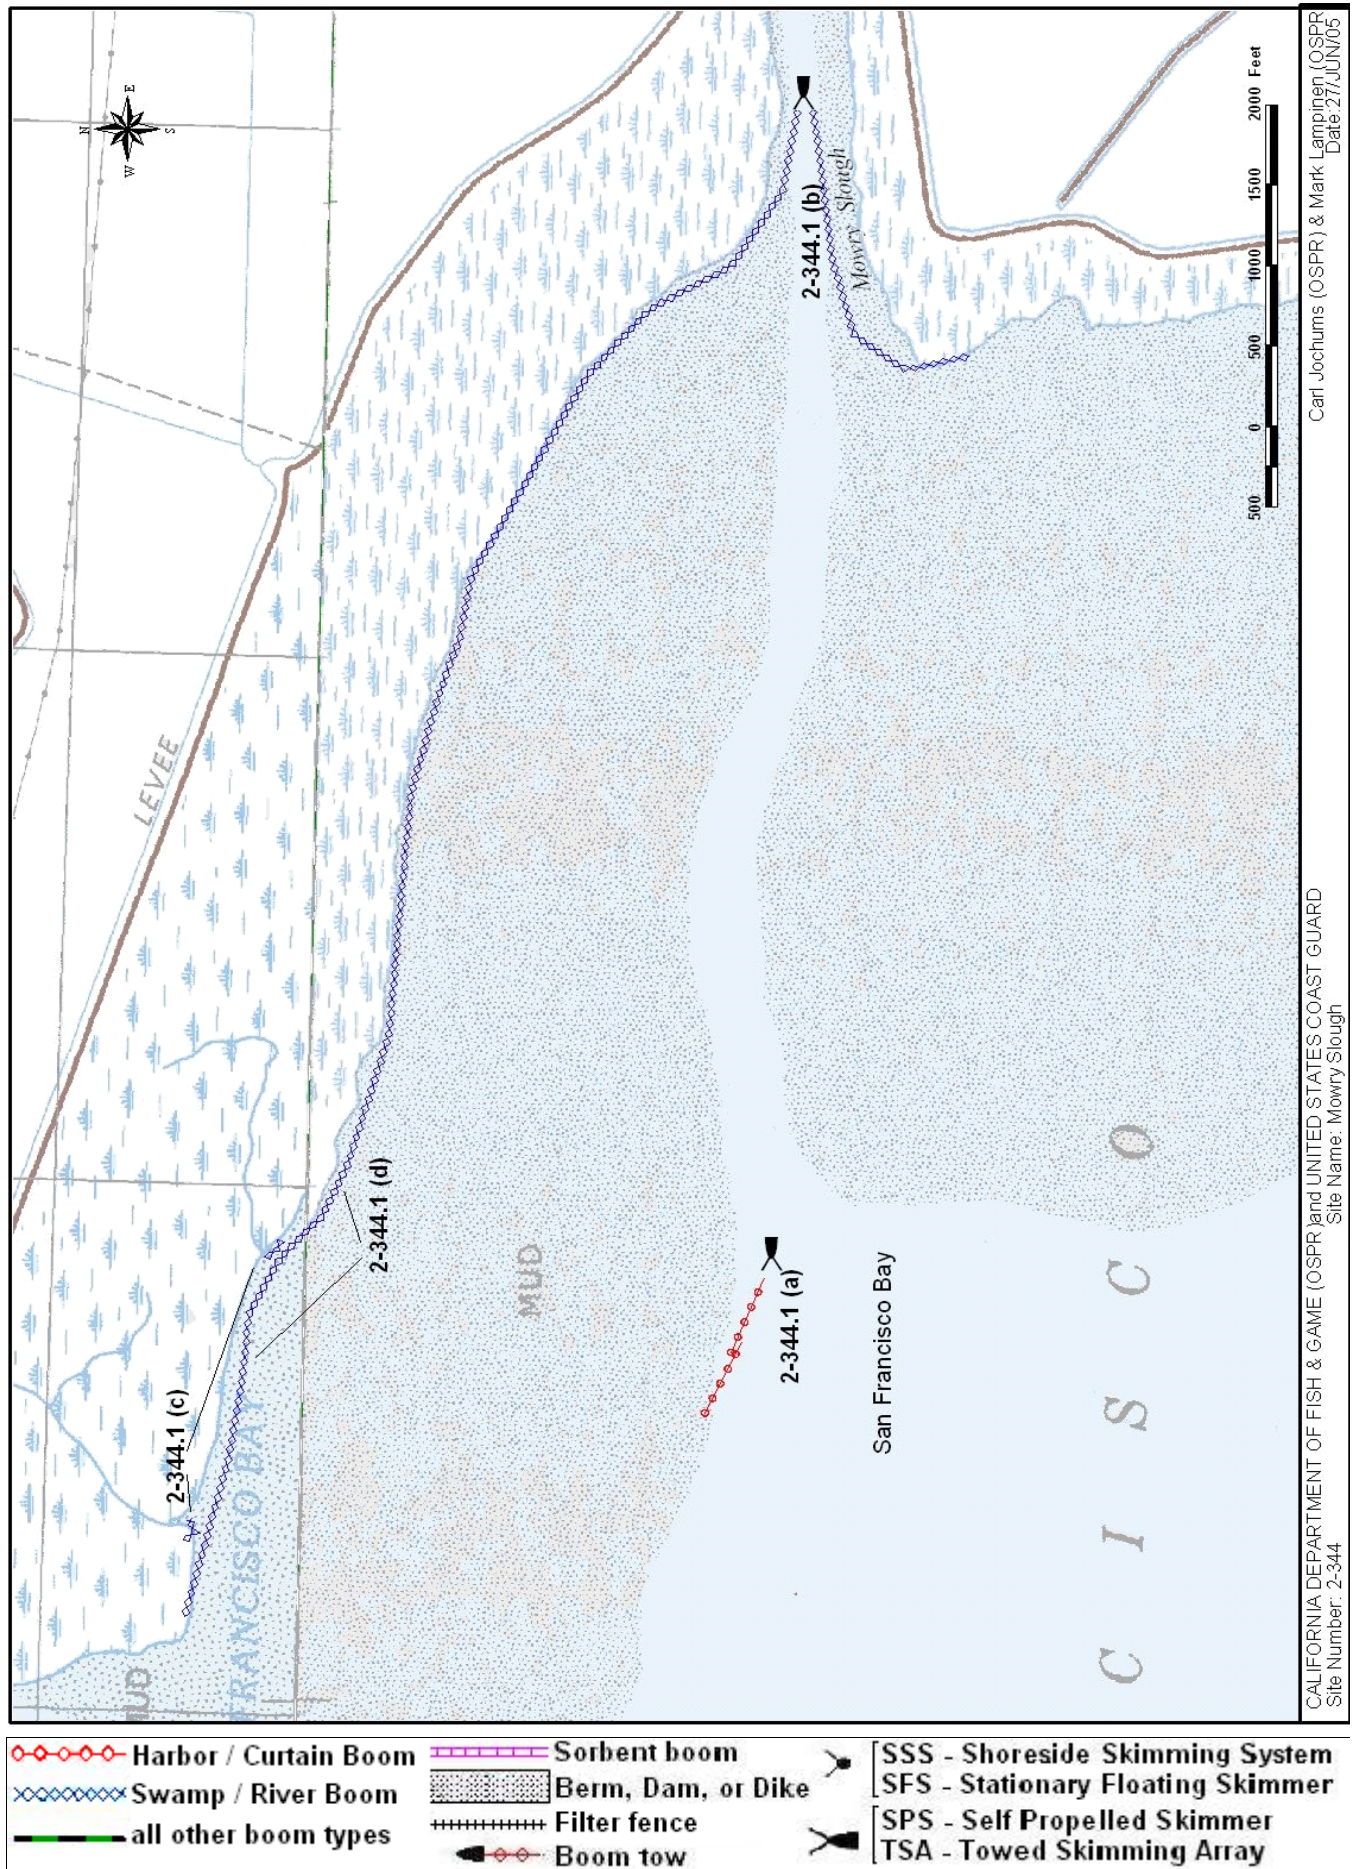 N
E
S
W
LEVEE
2000 Feet
1500
1000
500
0
500
2-344.1 (b)
Mowry Slough
2-344.1 (d)
2-344.1 (c)
2-344.1 (a)
MUD
San Francisco Bay
RANCISCO BAY
UD
C I S C O
CALIFORNIA DEPARTMENT OF FISH & GAME (OSPR )and UNITED STATES COAST GUARD
Carl Jochums (OSPR) & Mark Lampinen (OSPR
Site Number: 2-344
Site Name: Mowry Slough
Date:27/JUN/05
Harbor / Curtain Boom
Swamp / River Boom
all other boom types
Sorbent boom
Berm, Dam, or Dike
Filter fence
Boom tow
SSS - Shoreside Skimming System
SFS - Stationary Floating Skimmer
SPS - Self Propelled Skimmer
TSA - Towed Skimming Array